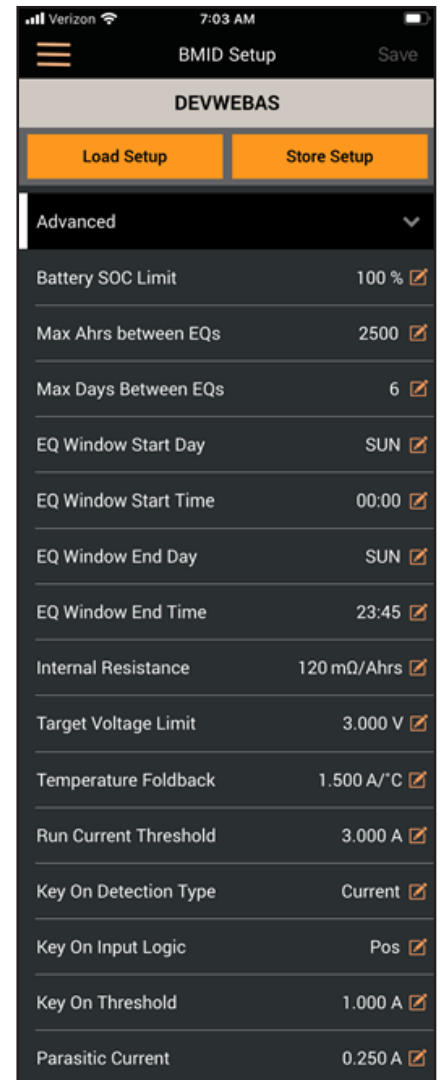 Verizon 7:03 AM
BMID Setup Save
DEVWEBAS
Load Setup Store Setup
Advanced
Battery SOC Limit 100 %
Max Ahrs between EQs 2500
Max Days Between EQs 6
EQ Window Start Day SUN
EQ Window Start Time 00:00
EQ Window End Day SUN
EQ Window End Time 23:45
Internal Resistance 120 mΩ/Ahrs
Target Voltage Limit 3.000 V
Temperature Foldback 1.500 A/°C
Run Current Threshold 3.000 A
Key On Detection Type Current
Key On Input Logic Pos
Key On Threshold 1.000 A
Parasitic Current 0.250 A